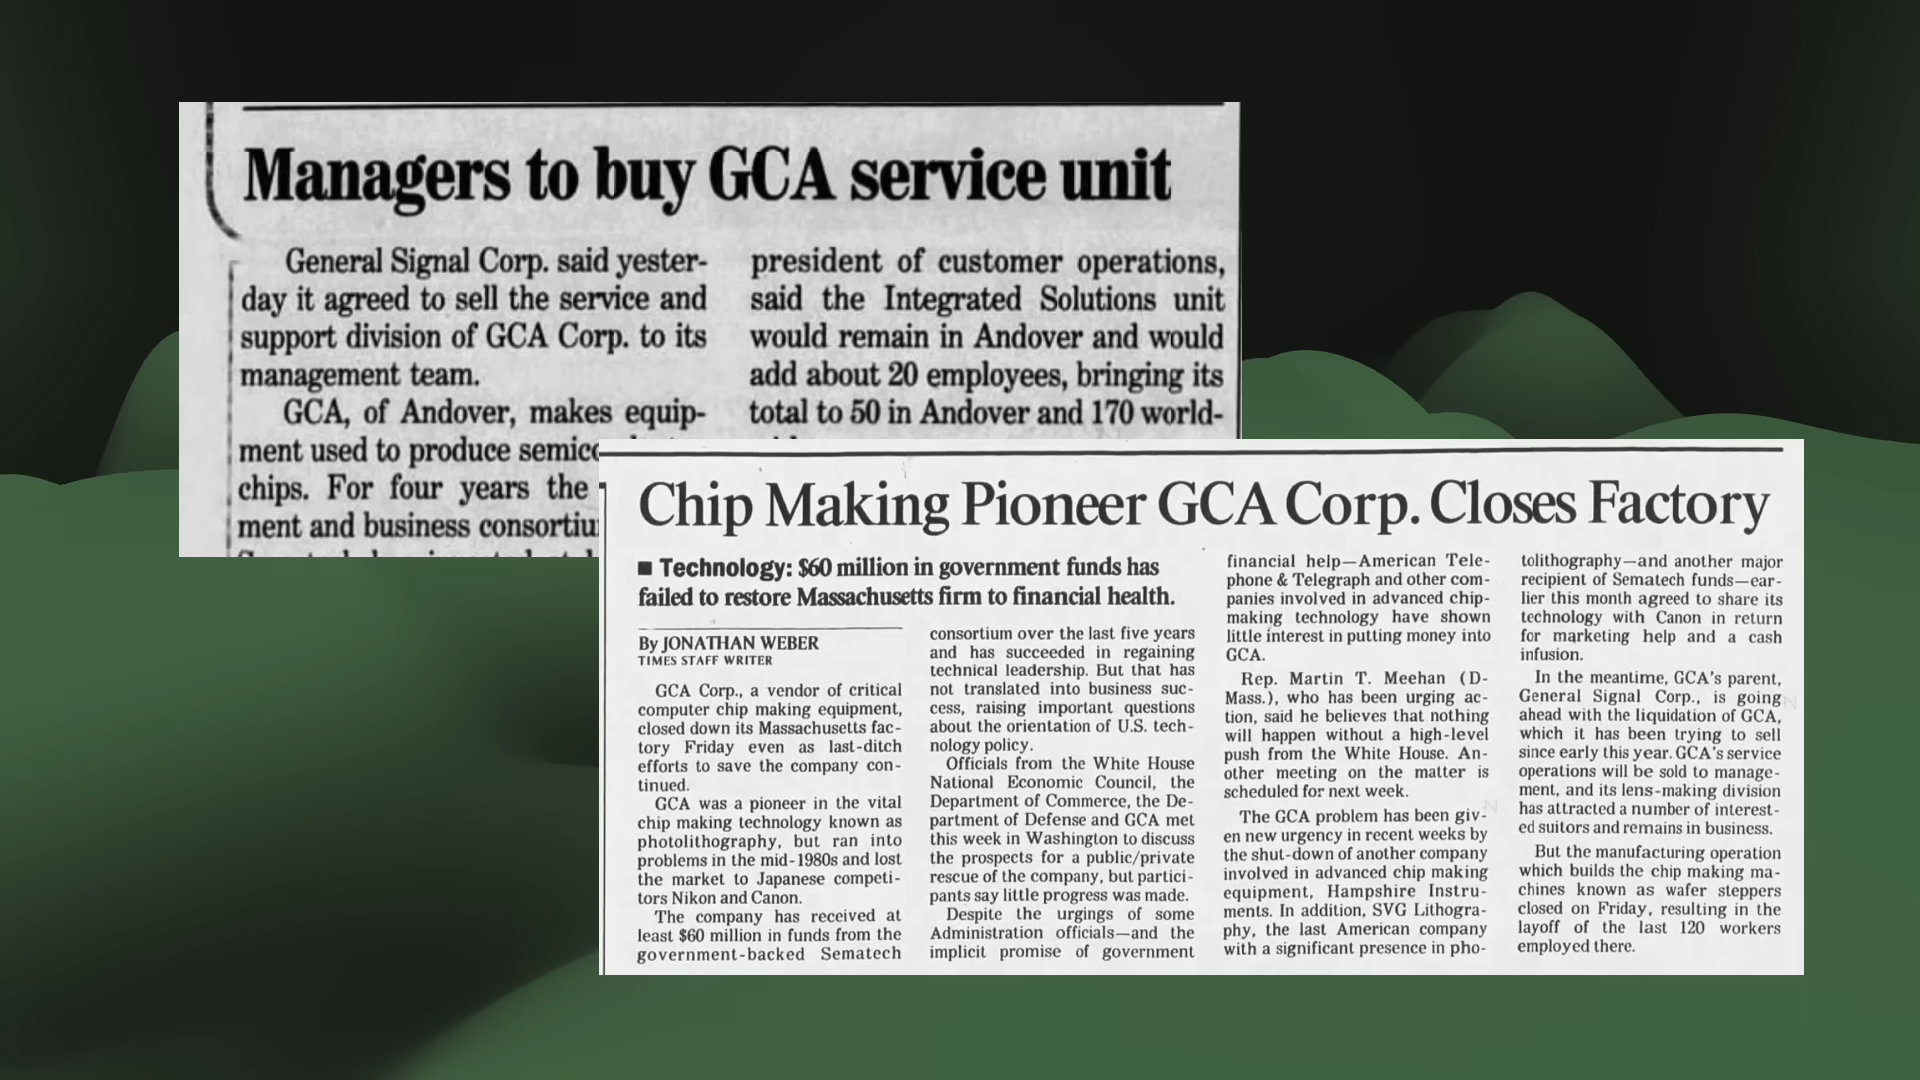 Managers to buy GCA service unit
General Signal Corp. said yester-
day it agreed to sell the service and
support division of GCA Corp. to its
management team.
GCA, of Andover, makes equip-
ment used to produce
chips. For four years the
ment and business
president of customer operations,
said the Integrated Solutions unit
would remain in Andover and would
add about 20 employees, bringing its
total to 50 in Andover and 170 world-
Chip Making Pioneer GCA Corp. Closes Factory
■ Technology: $60 million in government funds has
failed to restore Massachusetts firm to financial health.
By JONATHAN WEBER
TIMES STAFF WRITER
GCA Corp., a vendor of critical
computer chip making equipment,
closed down its Massachusetts fac-
tory Friday even as last-ditch
efforts to save the company con-
tinued.
GCA was a pioneer in the vital
chip making technology known as
photolithography, but ran into
problems in the mid-1980s and lost
the market to Japanese competi-
tors Nikon and Canon.
The company has received at
least $60 million in funds from the
government-backed Sematech
consortium over the last five years
and has succeeded in regaining
technical leadership. But that has
not translated into business suc-
cess, raising important questions
about the orientation of U.S. tech-
nology policy.
Officials from the White House
National Economic Council, the
Department of Commerce, the De-
partment of Defense and GCA met
this week in Washington to discuss
the prospects for a public/private
rescue of the company, but partici-
pants say little progress was made.
Despite the urgings of some
Administration officials—and the
implicit promise of government
financial help—American Tele-
phone & Telegraph and other com-
panies involved in advanced chip-
making technology have shown
little interest in putting money into
GCA.
Rep. Martin T. Meehan (D-
Mass.), who has been urging ac-
tion, said he believes that nothing
will happen without a high-level
push from the White House. An-
other meeting on the matter is
scheduled for next week.
The GCA problem has been giv-
en new urgency in recent weeks by
the shut-down of another company
involved in advanced chip making
equipment, Hampshire Instru-
ments. In addition, SVG Lithogra-
phy, the last American company
with a significant presence in pho-
tolithography—and another major
recipient of Sematech funds—ear-
lier this month agreed to share its
technology with Canon in return
for marketing help and a cash
infusion.
In the meantime, GCA's parent,
General Signal Corp., is going
ahead with the liquidation of GCA,
which it has been trying to sell
since early this year. GCA's service
operations will be sold to manage-
ment, and its lens-making division
has attracted a number of interest-
ed suitors and remains in business.
But the manufacturing operation
which builds the chip making ma-
chines known as wafer steppers
closed on Friday, resulting in the
layoff of the last 120 workers
employed there.